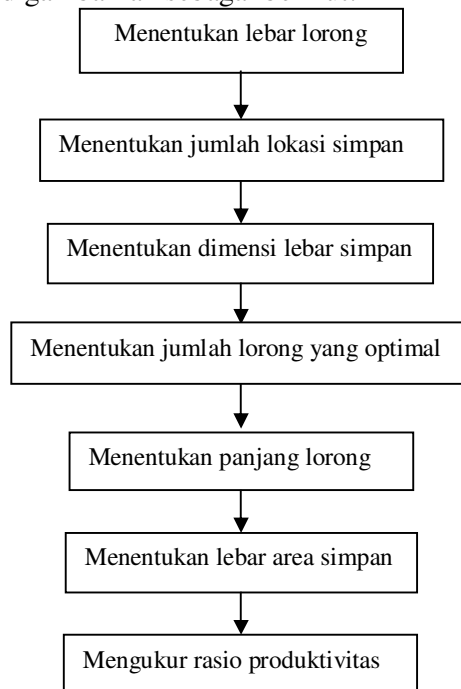 Menentukan lebar lorong
Menentukan jumlah lokasi simpan
Menentukan dimensi lebar simpan
Menentukan jumlah lorong yang optimal
Menentukan panjang lorong
Menentukan lebar area simpan
Mengukur rasio produktivitas